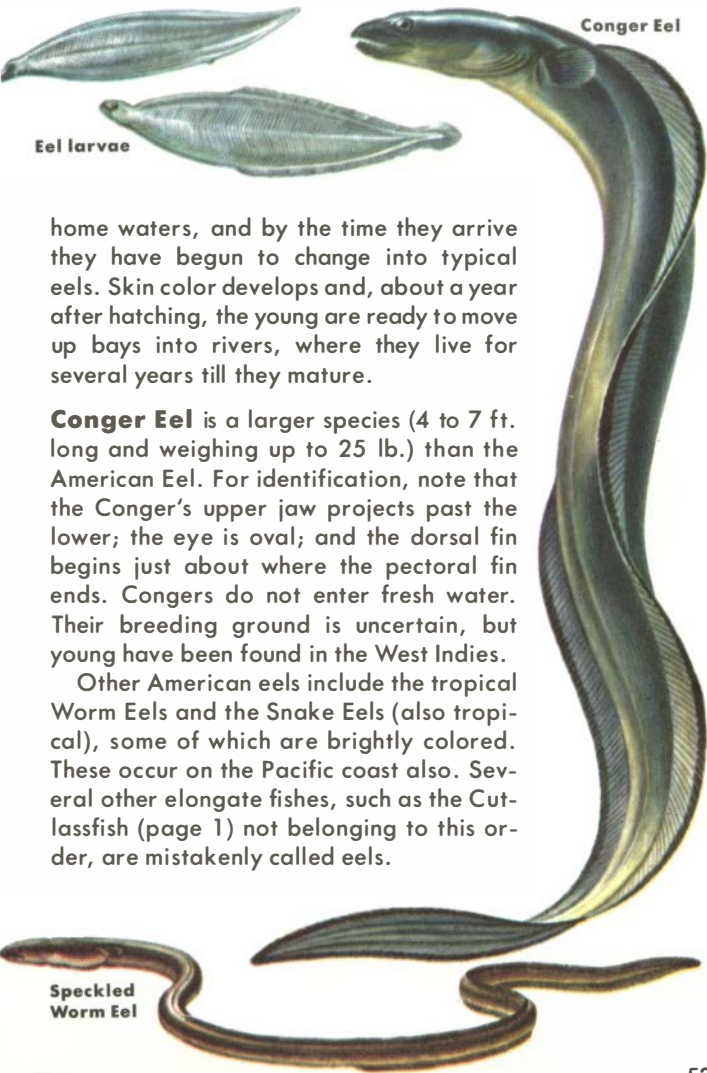 Conger Eel
Eel larvae
home waters, and by the time they arrive
they have begun to change into typical
eels. Skin color develops and, about a year
after hatching, the young are ready to move
up bays into rivers, where they live for
several years till they mature.
Conger Eel is a larger species (4 to 7 ft.
long and weighing up to 25 lb.) than the
American Eel. For identification, note that
the Conger's upper jaw projects past the
lower; the eye is oval; and the dorsal fin
begins just about where the pectoral fin
ends. Congers do not enter fresh water.
Their breeding ground is uncertain, but
young have been found in the West Indies.
Other American eels include the tropical
Worm Eels and the Snake Eels (also tropi-
cal), some of which are brightly colored.
These occur on the Pacific coast also. Sev-
eral other elongate fishes, such as the Cut-
lassfish (page 1) not belonging to this or-
der, are mistakenly called eels.
Speckled
Worm Eel